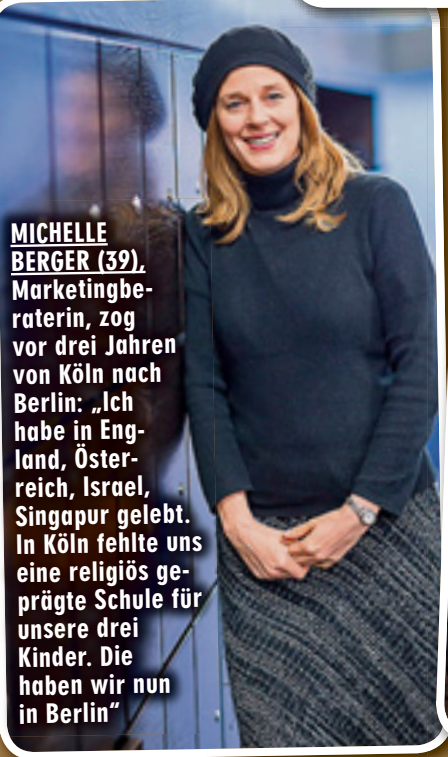 MICHELLE
BERGER (39),
Marketingbe-
raterin, zog
vor drei Jahren
von Köln nach
Berlin: „Ich
habe in Eng-
land, Öster-
reich, Israel,
Singapur gelebt.
In Köln fehlte uns
eine religiös ge-
prägte Schule für
unsere drei
Kinder. Die
haben wir nun
in Berlin“